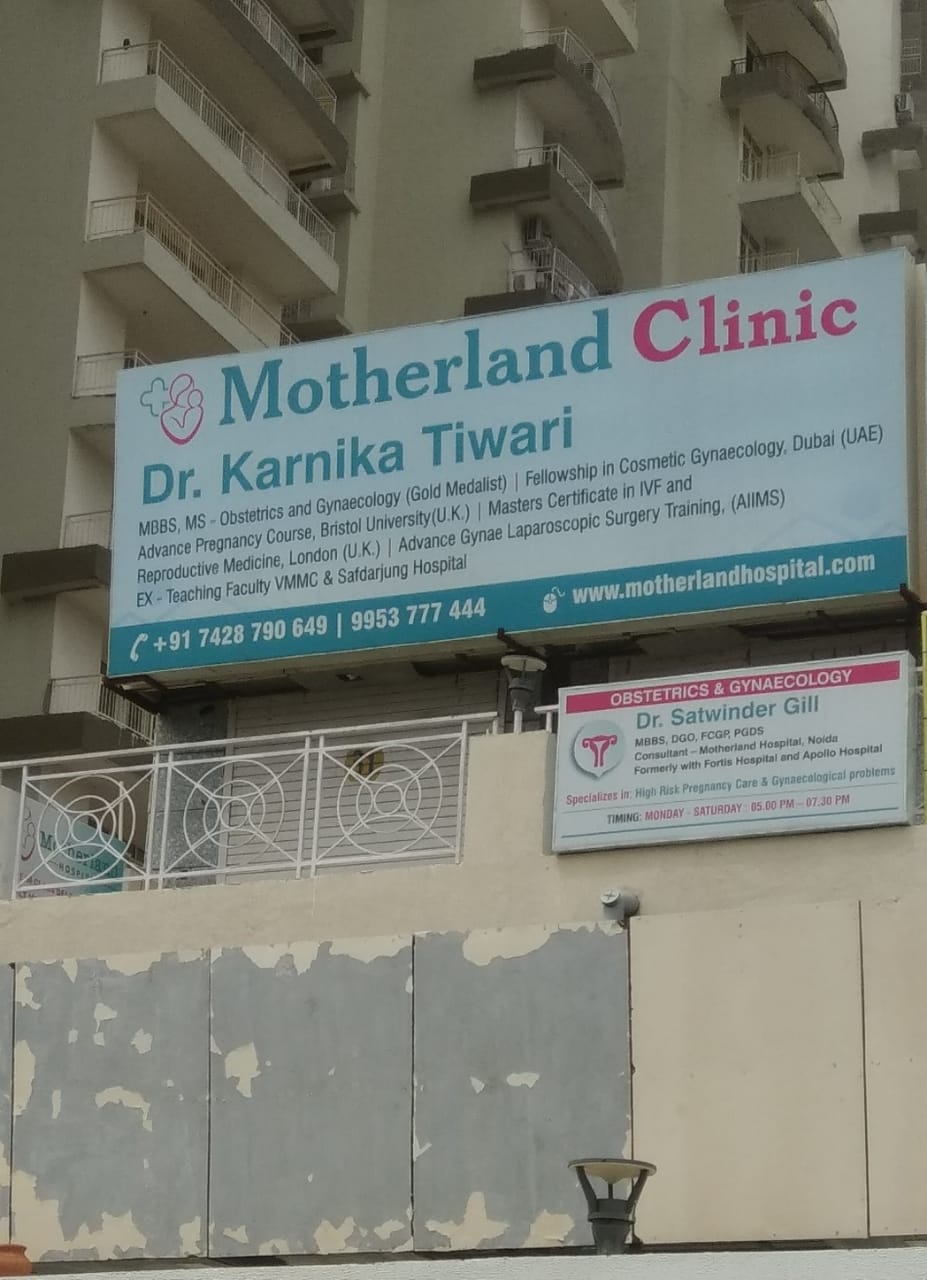 Motherland Clinic
Dr. Karnika Tiwari
MBBS, MS - Obstetrics and Gynaecology (Gold Medalist) | Fellowship in Cosmetic Gynaecology, Dubai (UAE)
Advance Pregnancy Course, Bristol University(U.K.) | Masters Certificate in IVF and
Reproductive Medicine, London (U.K.) | Advance Gynae Laparoscopic Surgery Training, (AIIMS)
EX - Teaching Faculty VMMC & Safdarjung Hospital
+91 7428 790 649 | 9953 777 444
www.motherlandhospital.com
OBSTETRICS & GYNAECOLOGY
Dr. Satwinder Gill
MBBS, DGO, FCGP, PGDS
Consultant – Motherland Hospital, Noida
Formerly with Fortis Hospital and Apollo Hospital
Specializes in: High Risk Pregnancy Care & Gynaecological problems
TIMING: MONDAY - SATURDAY : 05.00 PM – 07.30 PM
Motherland